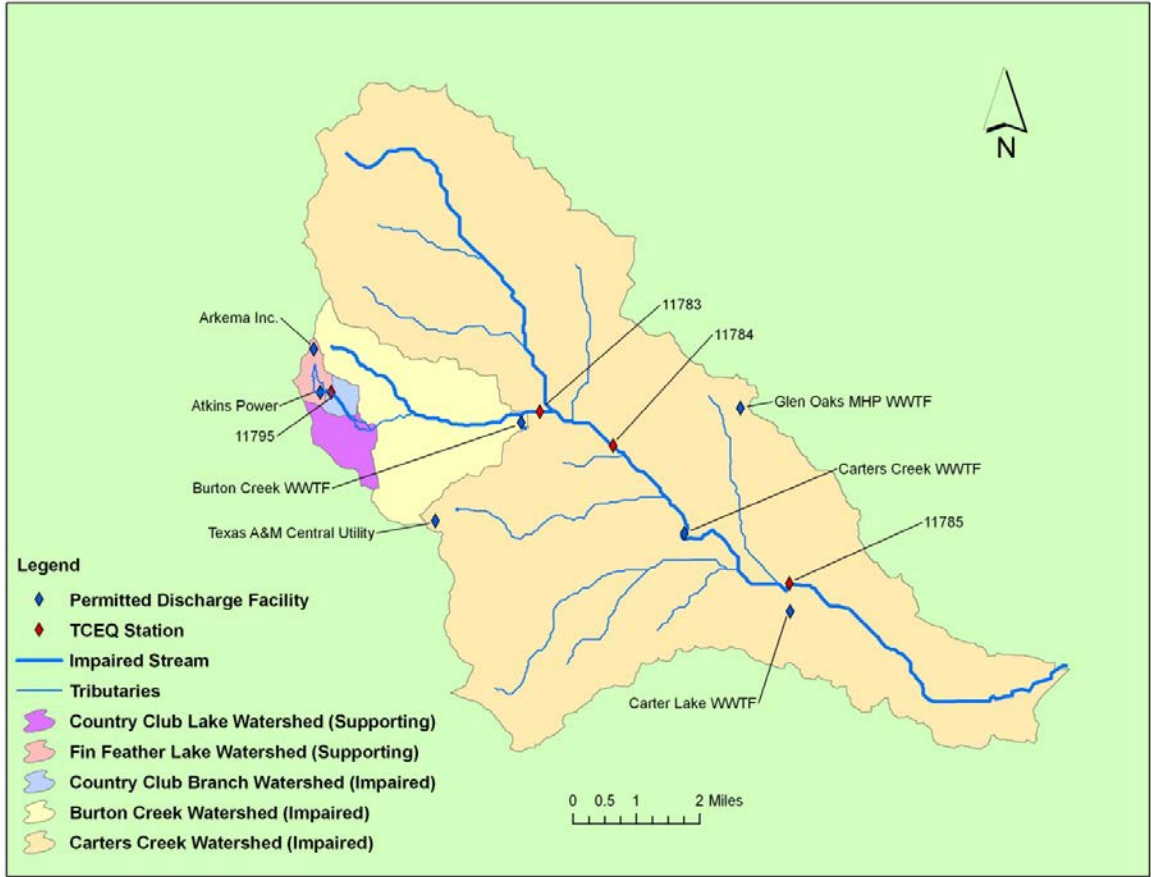 N
11783
11784
Arkema Inc.
Atkins Power
11795
Glen Oaks MHP WWTF
Carters Creek WWTF
Burton Creek WWTF
11785
Texas A&M Central Utility
Carter Lake WWTF
Legend
Permitted Discharge Facility
TCEQ Station
Impaired Stream
Tributaries
Country Club Lake Watershed (Supporting)
Fin Feather Lake Watershed (Supporting)
Country Club Branch Watershed (Impaired)
Burton Creek Watershed (Impaired)
Carters Creek Watershed (Impaired)
0 0.5 1 2 Miles